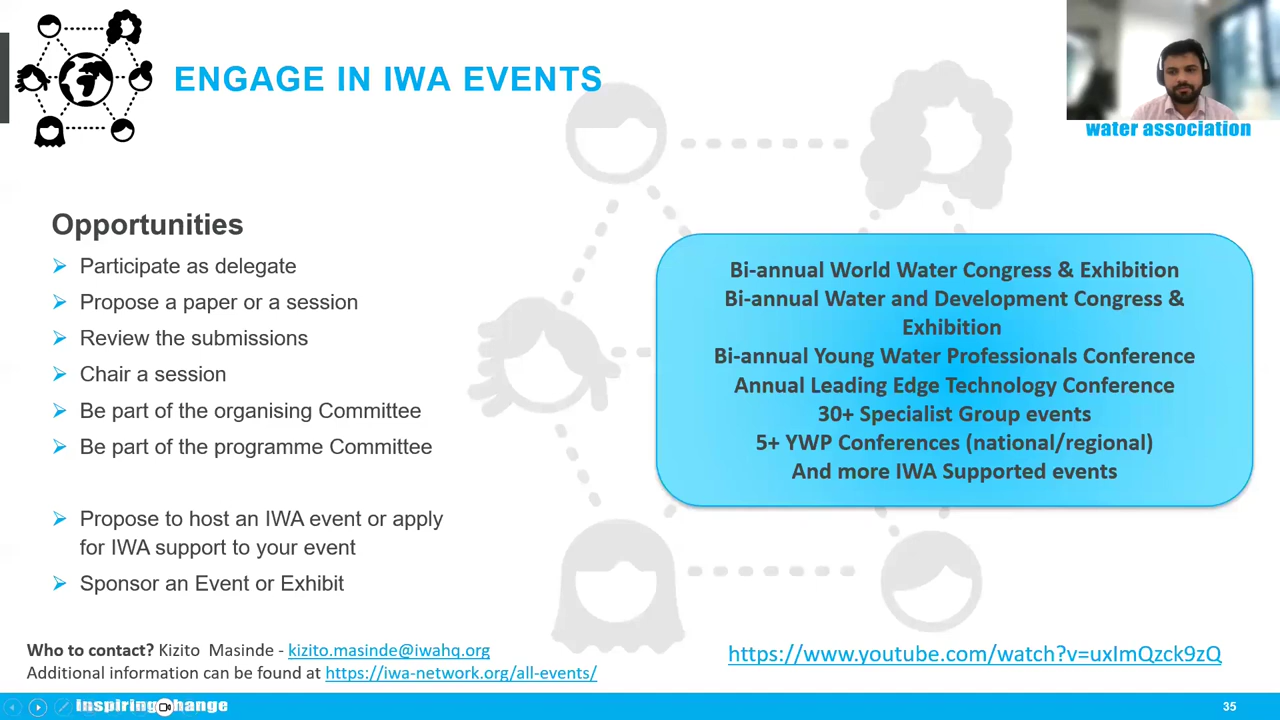 ENGAGE IN IWA EVENTS
water association
Opportunities
Participate as delegate
Propose a paper or a session
Review the submissions
Chair a session
Be part of the organising Committee
Be part of the programme Committee
Propose to host an IWA event or apply
for IWA support to your event
Sponsor an Event or Exhibit
Bi-annual World Water Congress & Exhibition
Bi-annual Water and Development Congress &
Exhibition
Bi-annual Young Water Professionals Conference
Annual Leading Edge Technology Conference
30+ Specialist Group events
5+ YWP Conferences (national/regional)
And more IWA Supported events
Who to contact? Kizito Masinde - kizito.masinde@iwahq.org
Additional information can be found at https://iwa-network.org/all-events/
https://www.youtube.com/watch?v=uxImQzck9zQ
35